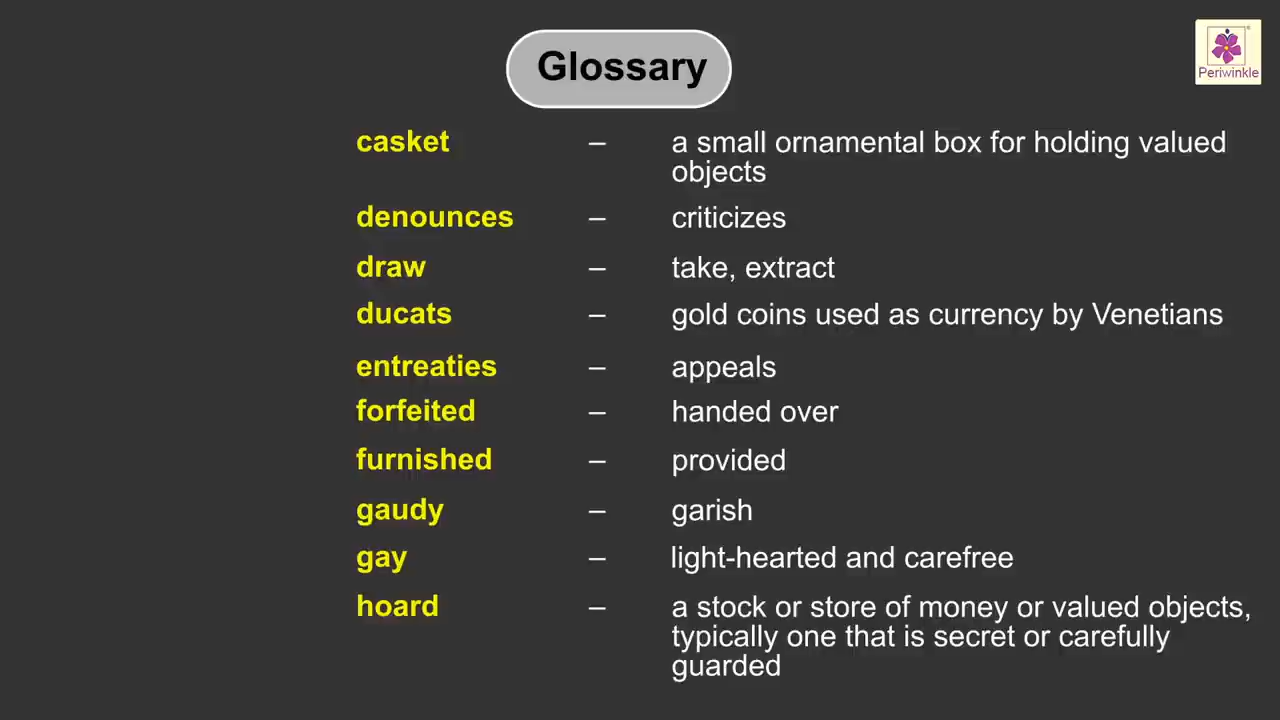 Glossary
Periwinkle
casket – a small ornamental box for holding valued
objects
denounces – criticizes
draw – take, extract
ducats – gold coins used as currency by Venetians
entreaties – appeals
forfeited – handed over
furnished – provided
gaudy – garish
gay – light-hearted and carefree
hoard – a stock or store of money or valued objects,
typically one that is secret or carefully
guarded